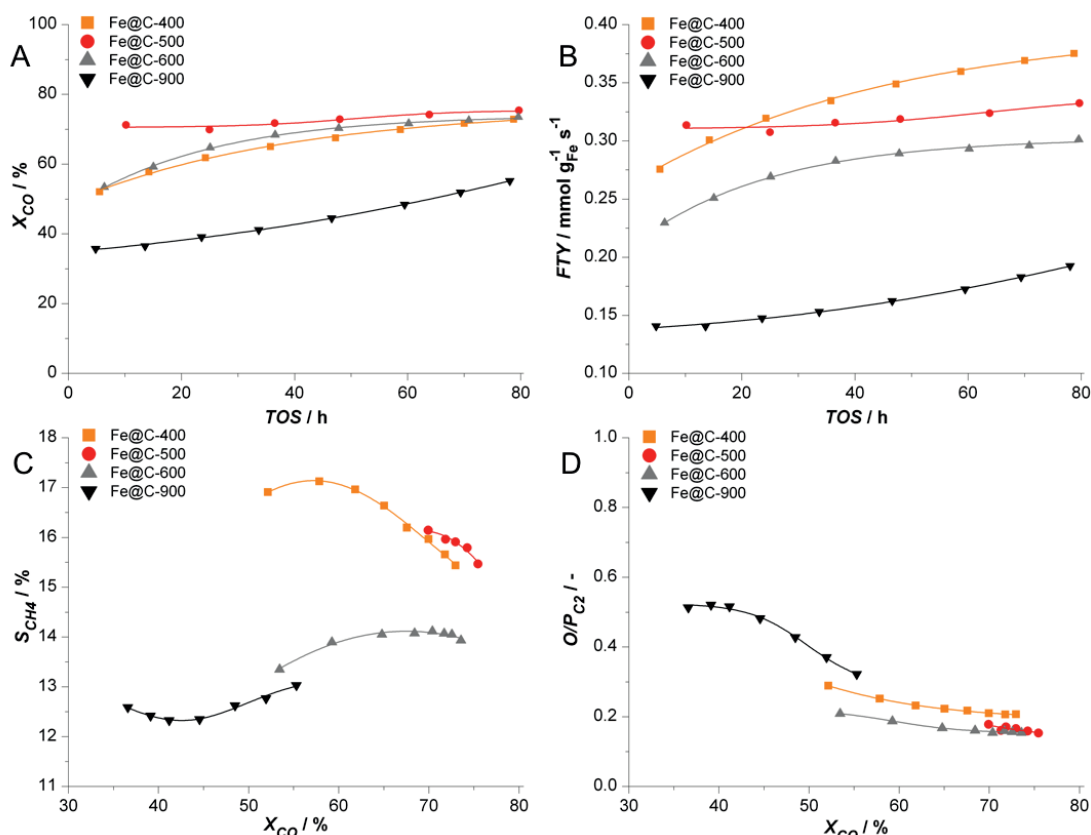 A
Fe@C-400
Fe@C-500
Fe@C-600
Fe@C-900
100
80
60
40
20
0
X_CO / %
0 20 40 60 80
TOS / h
B
Fe@C-400
Fe@C-500
Fe@C-600
Fe@C-900
0.40
0.35
0.30
0.25
0.20
0.15
0.10
FTY / mmol g_Fe^-1 s^-1
0 20 40 60 80
TOS / h
C
Fe@C-400
Fe@C-500
Fe@C-600
Fe@C-900
18
17
16
15
14
13
12
11
S_CH4 / %
30 40 50 60 70 80
X_CO / %
D
Fe@C-400
Fe@C-500
Fe@C-600
Fe@C-900
1.0
0.8
0.6
0.4
0.2
0.0
O/P_C2 / -
30 40 50 60 70 80
X_CO / %